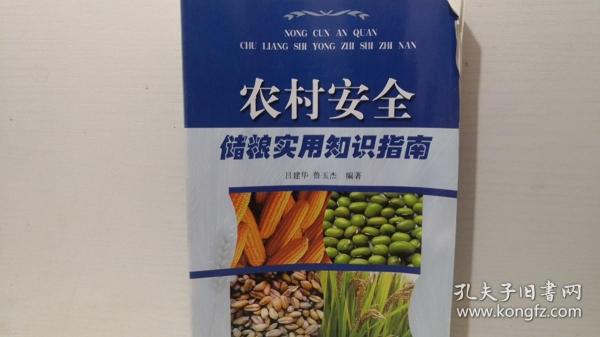 NONG CUN AN QUAN
CHU LIANG SHI YONG ZHI SHI ZHI NAN
农村安全
储粮实用知识指南
吕建华 鲁玉杰 编著
孔夫子旧書网
www.kongfz.com